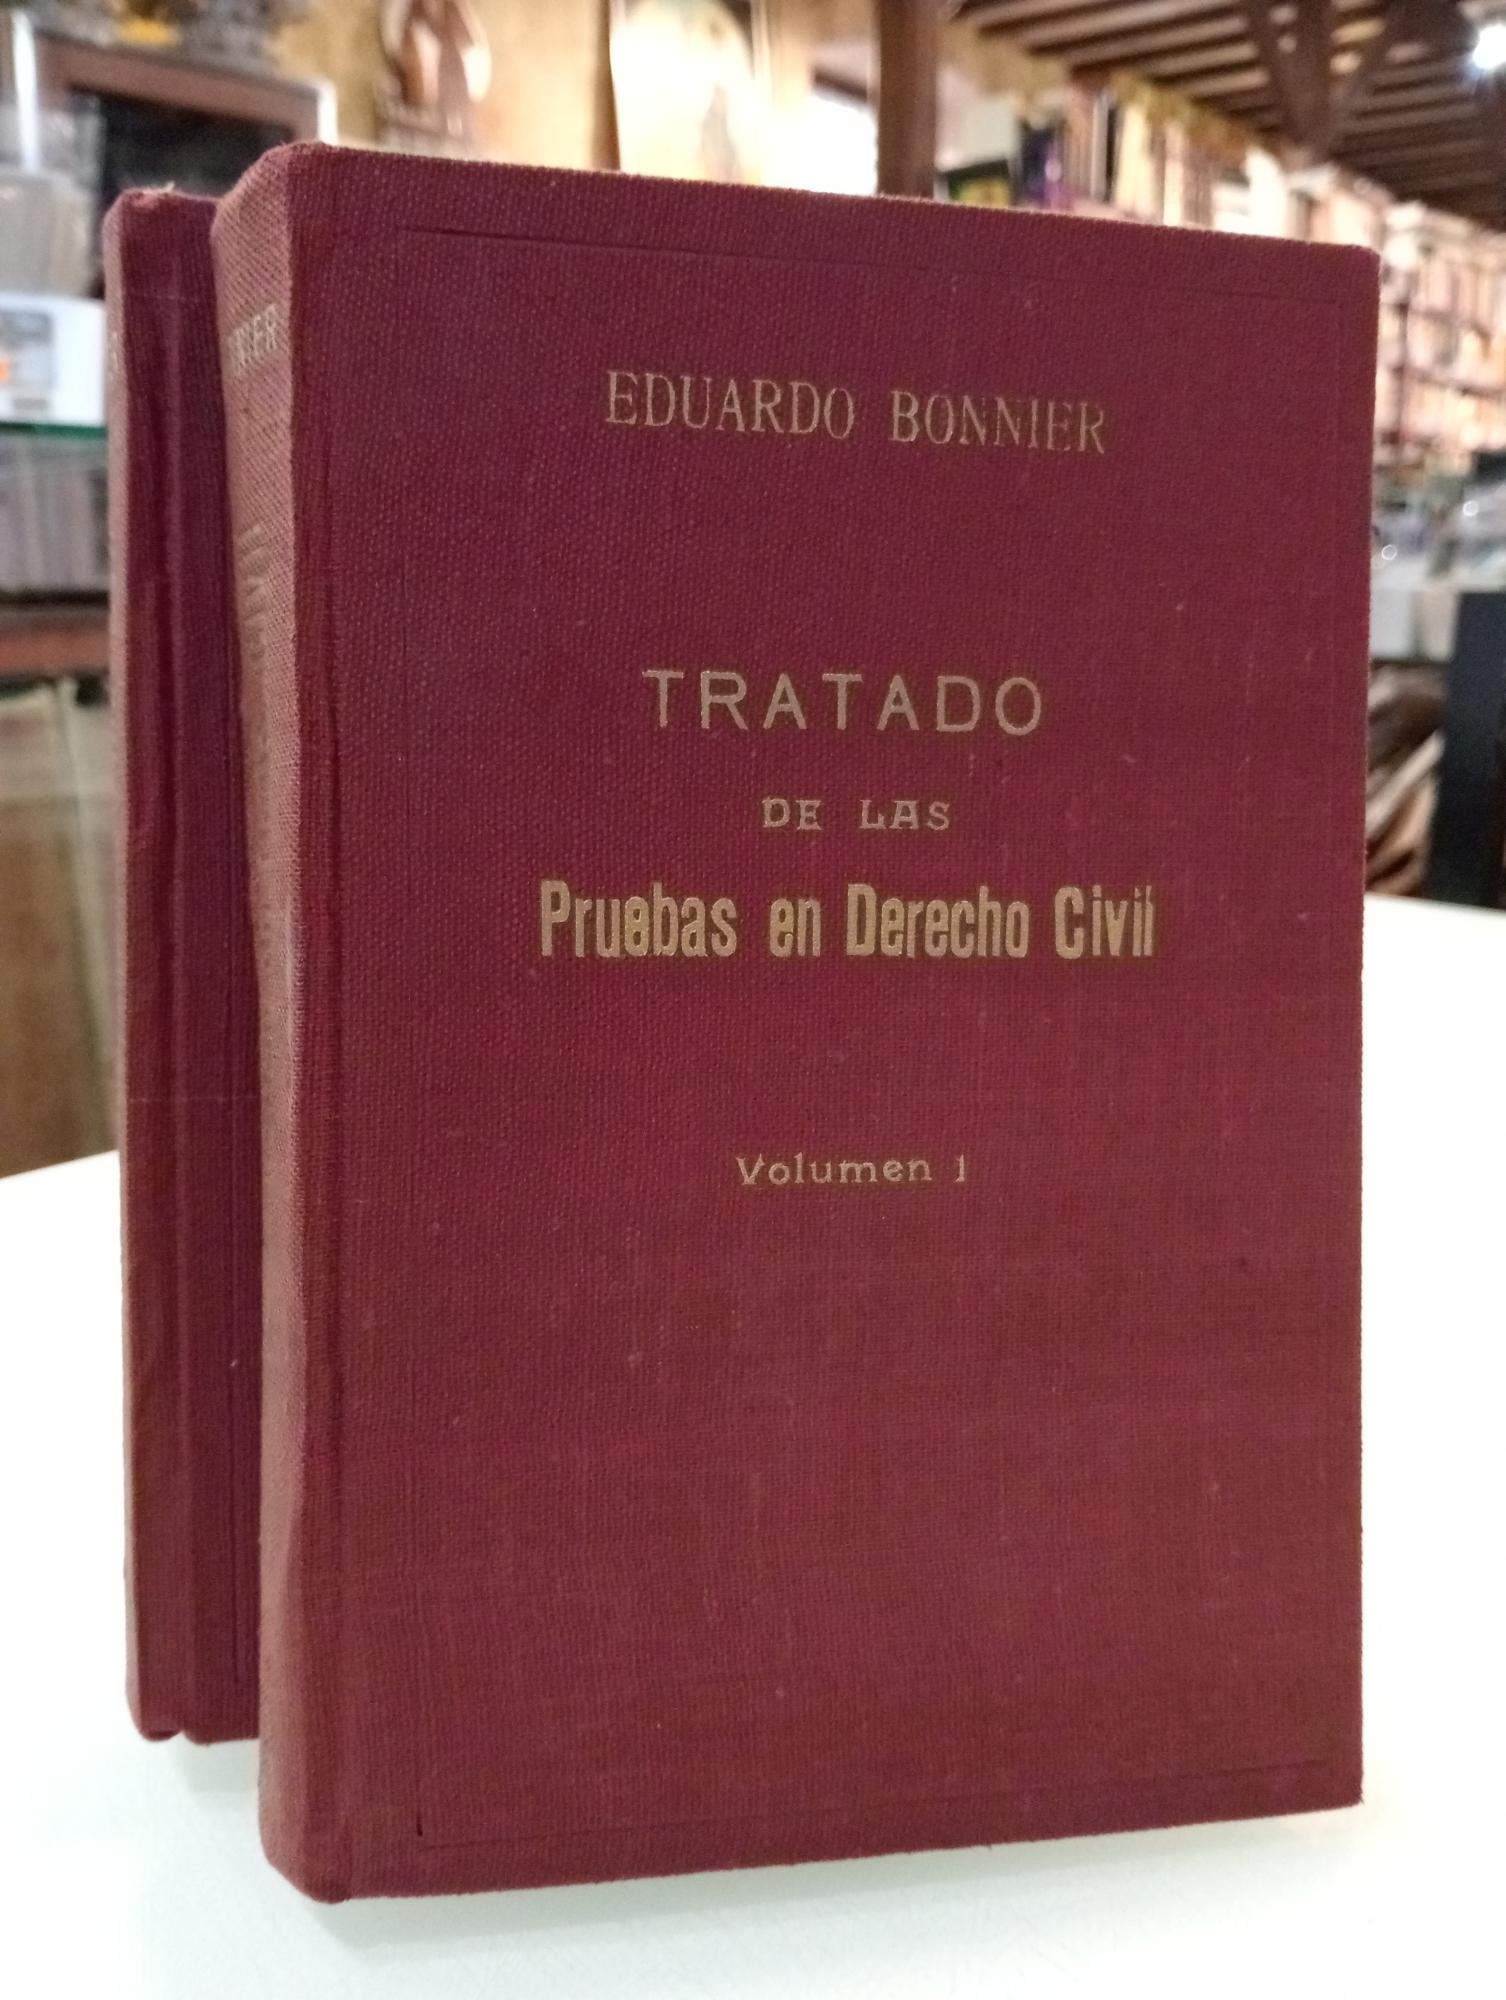 EDUARDO BONNIER
TRATADO
DE LAS
Pruebas en Derecho Civil
Volumen 1